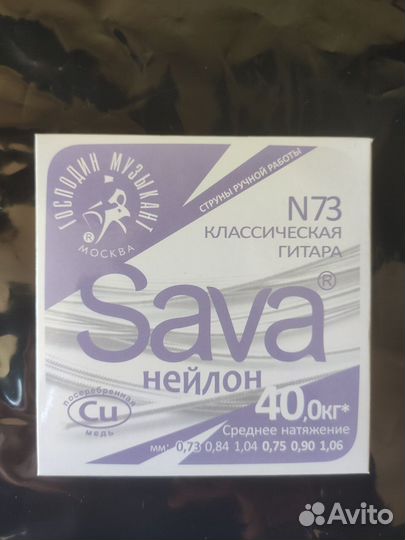 ГОСПОДИН МУЗЫКАНТ
®
МОСКВА
СТРУНЫ РУЧНОЙ РАБОТЫ
N73
КЛАССИЧЕСКАЯ
ГИТАРА
Sava®
нейлон
посеребренная
Cu
медь
40,0кг*
Среднее натяжение
мм: 0,73 0,84 1,04 0,75 0,90 1,06
Avito